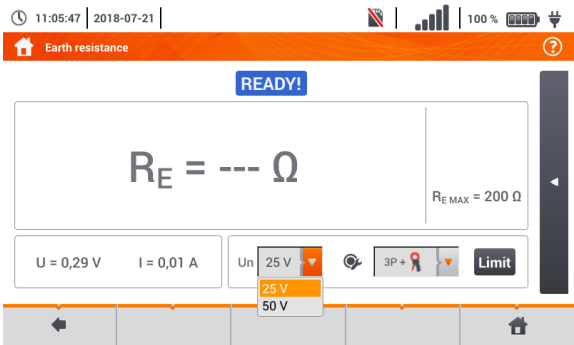 11:05:47 2018-07-21 100 %
Earth resistance ?
READY!
RE = --- Ω
RE MAX = 200 Ω
U = 0,29 V I = 0,01 A Un 25 V 3P + Limit
25 V
50 V